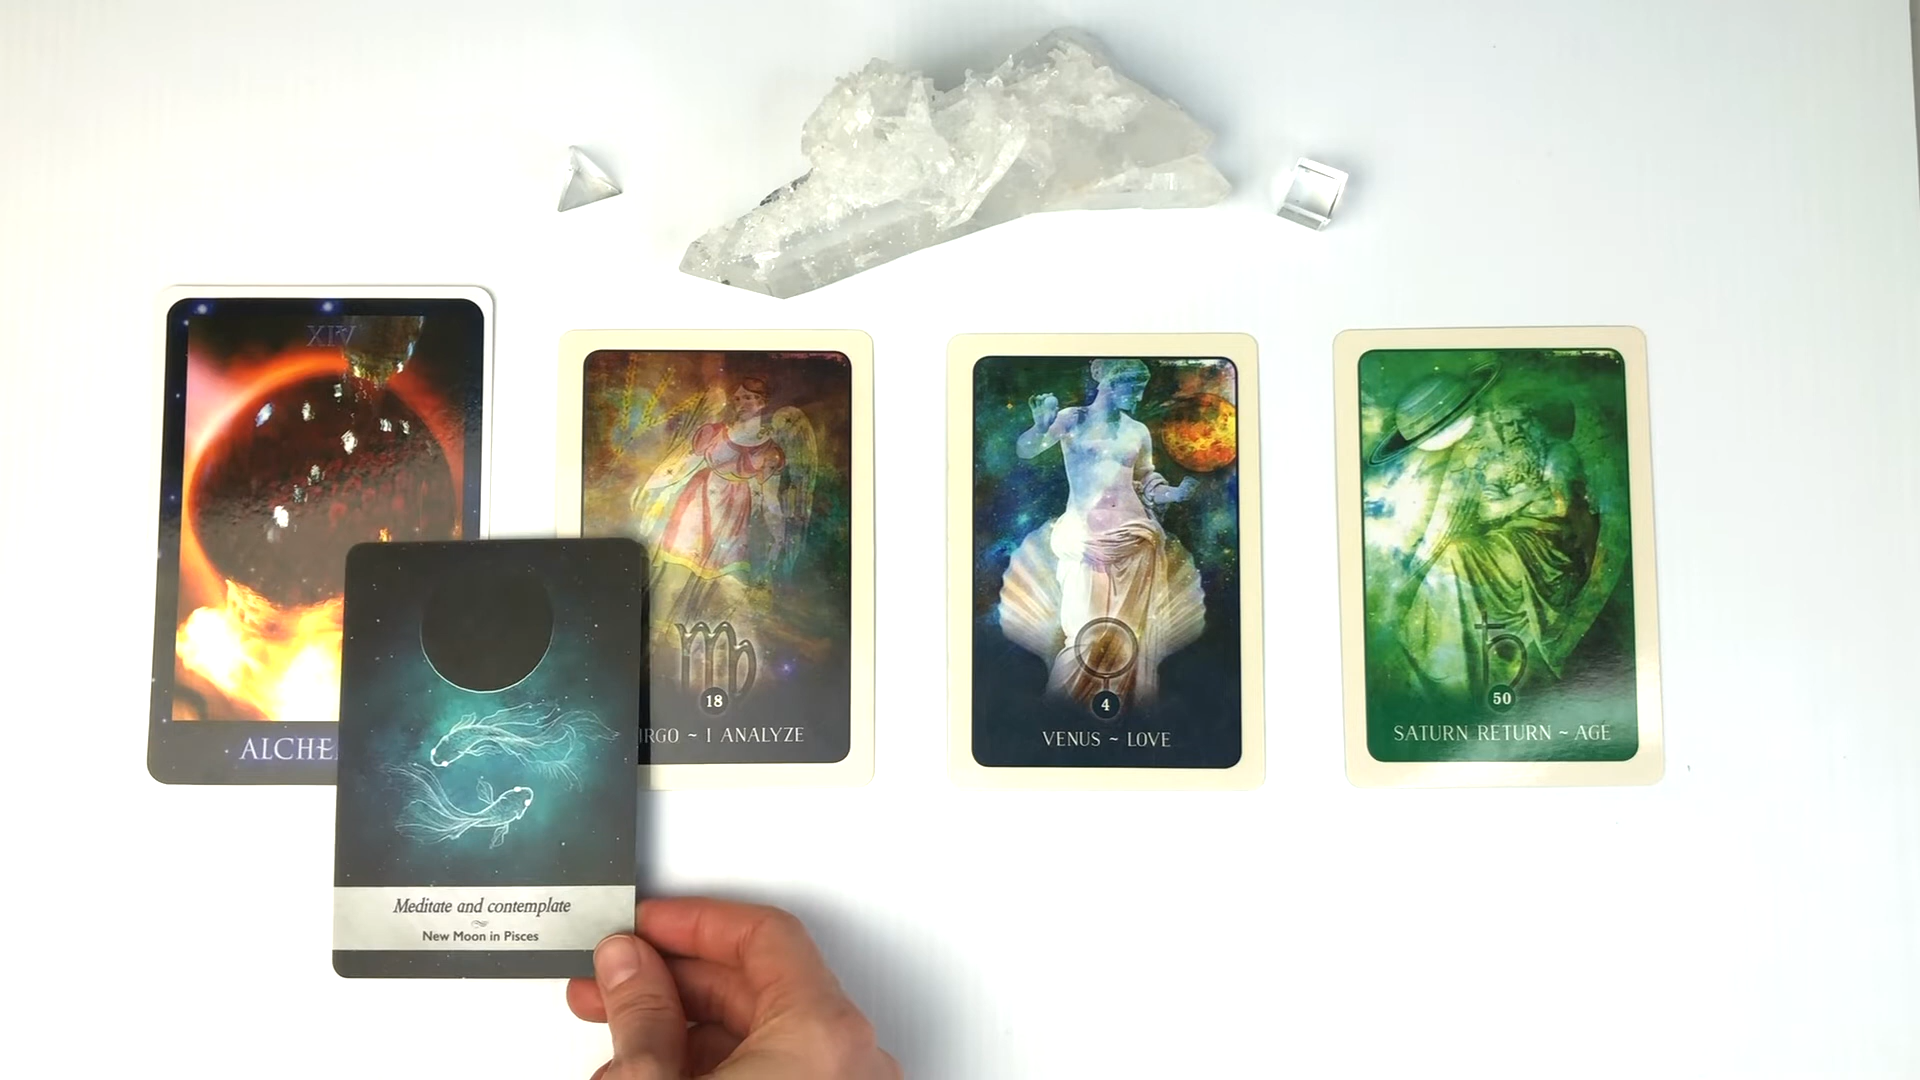 XIV
ALCHE
18
IRGO ~ I ANALYZE
4
VENUS ~ LOVE
50
SATURN RETURN ~ AGE
Meditate and contemplate
New Moon in Pisces